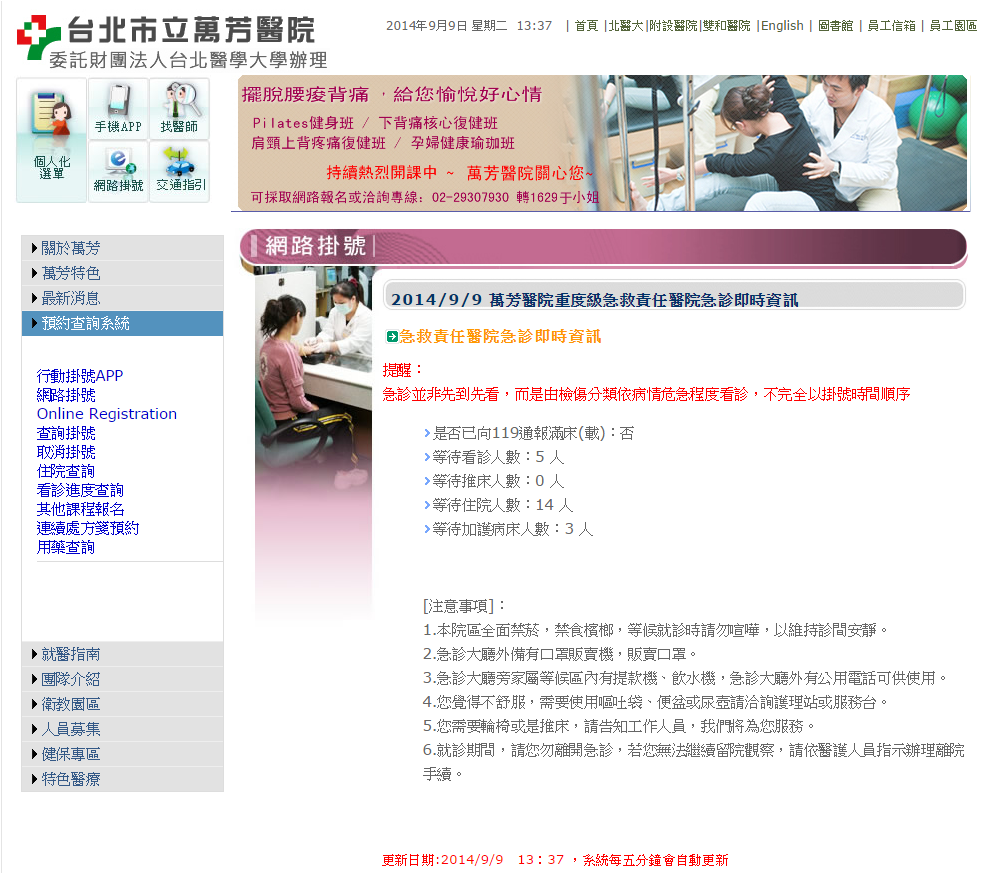 台北市立萬芳醫院
委託財團法人台北醫學大學辦理
2014年9月9日 星期二 13:37 | 首頁 |北醫大|附設醫院|雙和醫院 |English | 圖書館 | 員工信箱 | 員工園區
個人化
選單
手機APP
找醫師
網路掛號
交通指引
擺脫腰痠背痛，給您愉悅好心情
Pilates健身班 / 下背痛核心復健班
肩頸上背疼痛復健班 / 孕婦健康瑜珈班
持續熱烈開課中 ~ 萬芳醫院關心您~
可採取網路報名或洽詢專線: 02-29307930 轉1629于小姐
關於萬芳
萬芳特色
最新消息
預約查詢系統
行動掛號APP
網路掛號
Online Registration
查詢掛號
取消掛號
住院查詢
看診進度查詢
其他課程報名
連續處方箋預約
用藥查詢
就醫指南
團隊介紹
衛教園區
人員募集
健保專區
特色醫療
網路掛號
2014/9/9 萬芳醫院重度級急救責任醫院急診即時資訊
急救責任醫院急診即時資訊
提醒：
急診並非先到先看，而是由檢傷分類依病情危急程度看診，不完全以掛號時間順序
是否已向119通報滿床(載)：否
等待看診人數：5 人
等待推床人數：0 人
等待住院人數：14 人
等待加護病床人數：3 人
[注意事項]：
1.本院區全面禁菸，禁食檳榔，等候就診時請勿喧嘩，以維持診間安靜。
2.急診大廳外備有口罩販賣機，販賣口罩。
3.急診大廳旁家屬等候區內有提款機、飲水機，急診大廳外有公用電話可供使用。
4.您覺得不舒服，需要使用嘔吐袋、便盆或尿壺請洽詢護理站或服務台。
5.您需要輪椅或是推床，請告知工作人員，我們將為您服務。
6.就診期間，請您勿離開急診，若您無法繼續留院觀察，請依醫護人員指示辦理離院
手續。
更新日期:2014/9/9 13：37 ，系統每五分鐘會自動更新